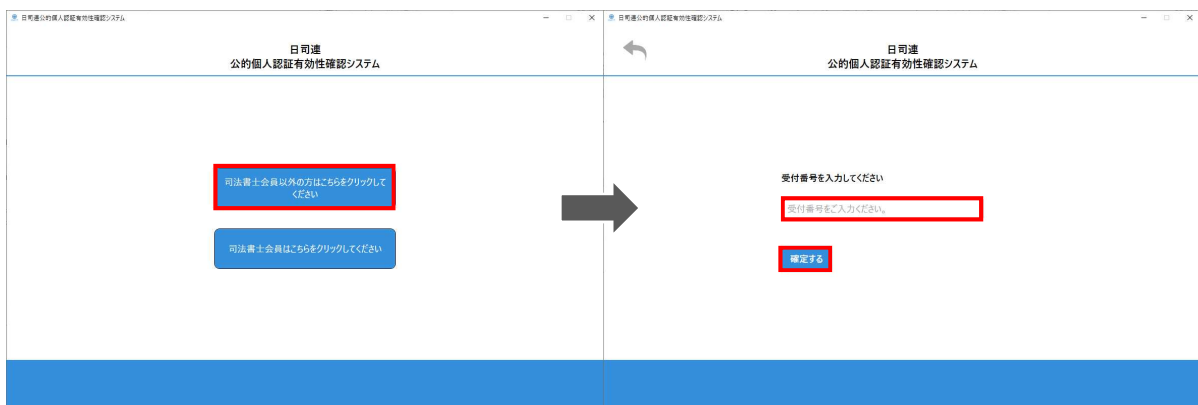 日司連公的個人認証有効性確認システム
日司連
公的個人認証有効性確認システム
司法書士会員以外の方はこちらをクリックして
ください
司法書士会員はこちらをクリックしてください
日司連公的個人認証有効性確認システム
日司連
公的個人認証有効性確認システム
受付番号を入力してください
受付番号をご入力ください。
確定する